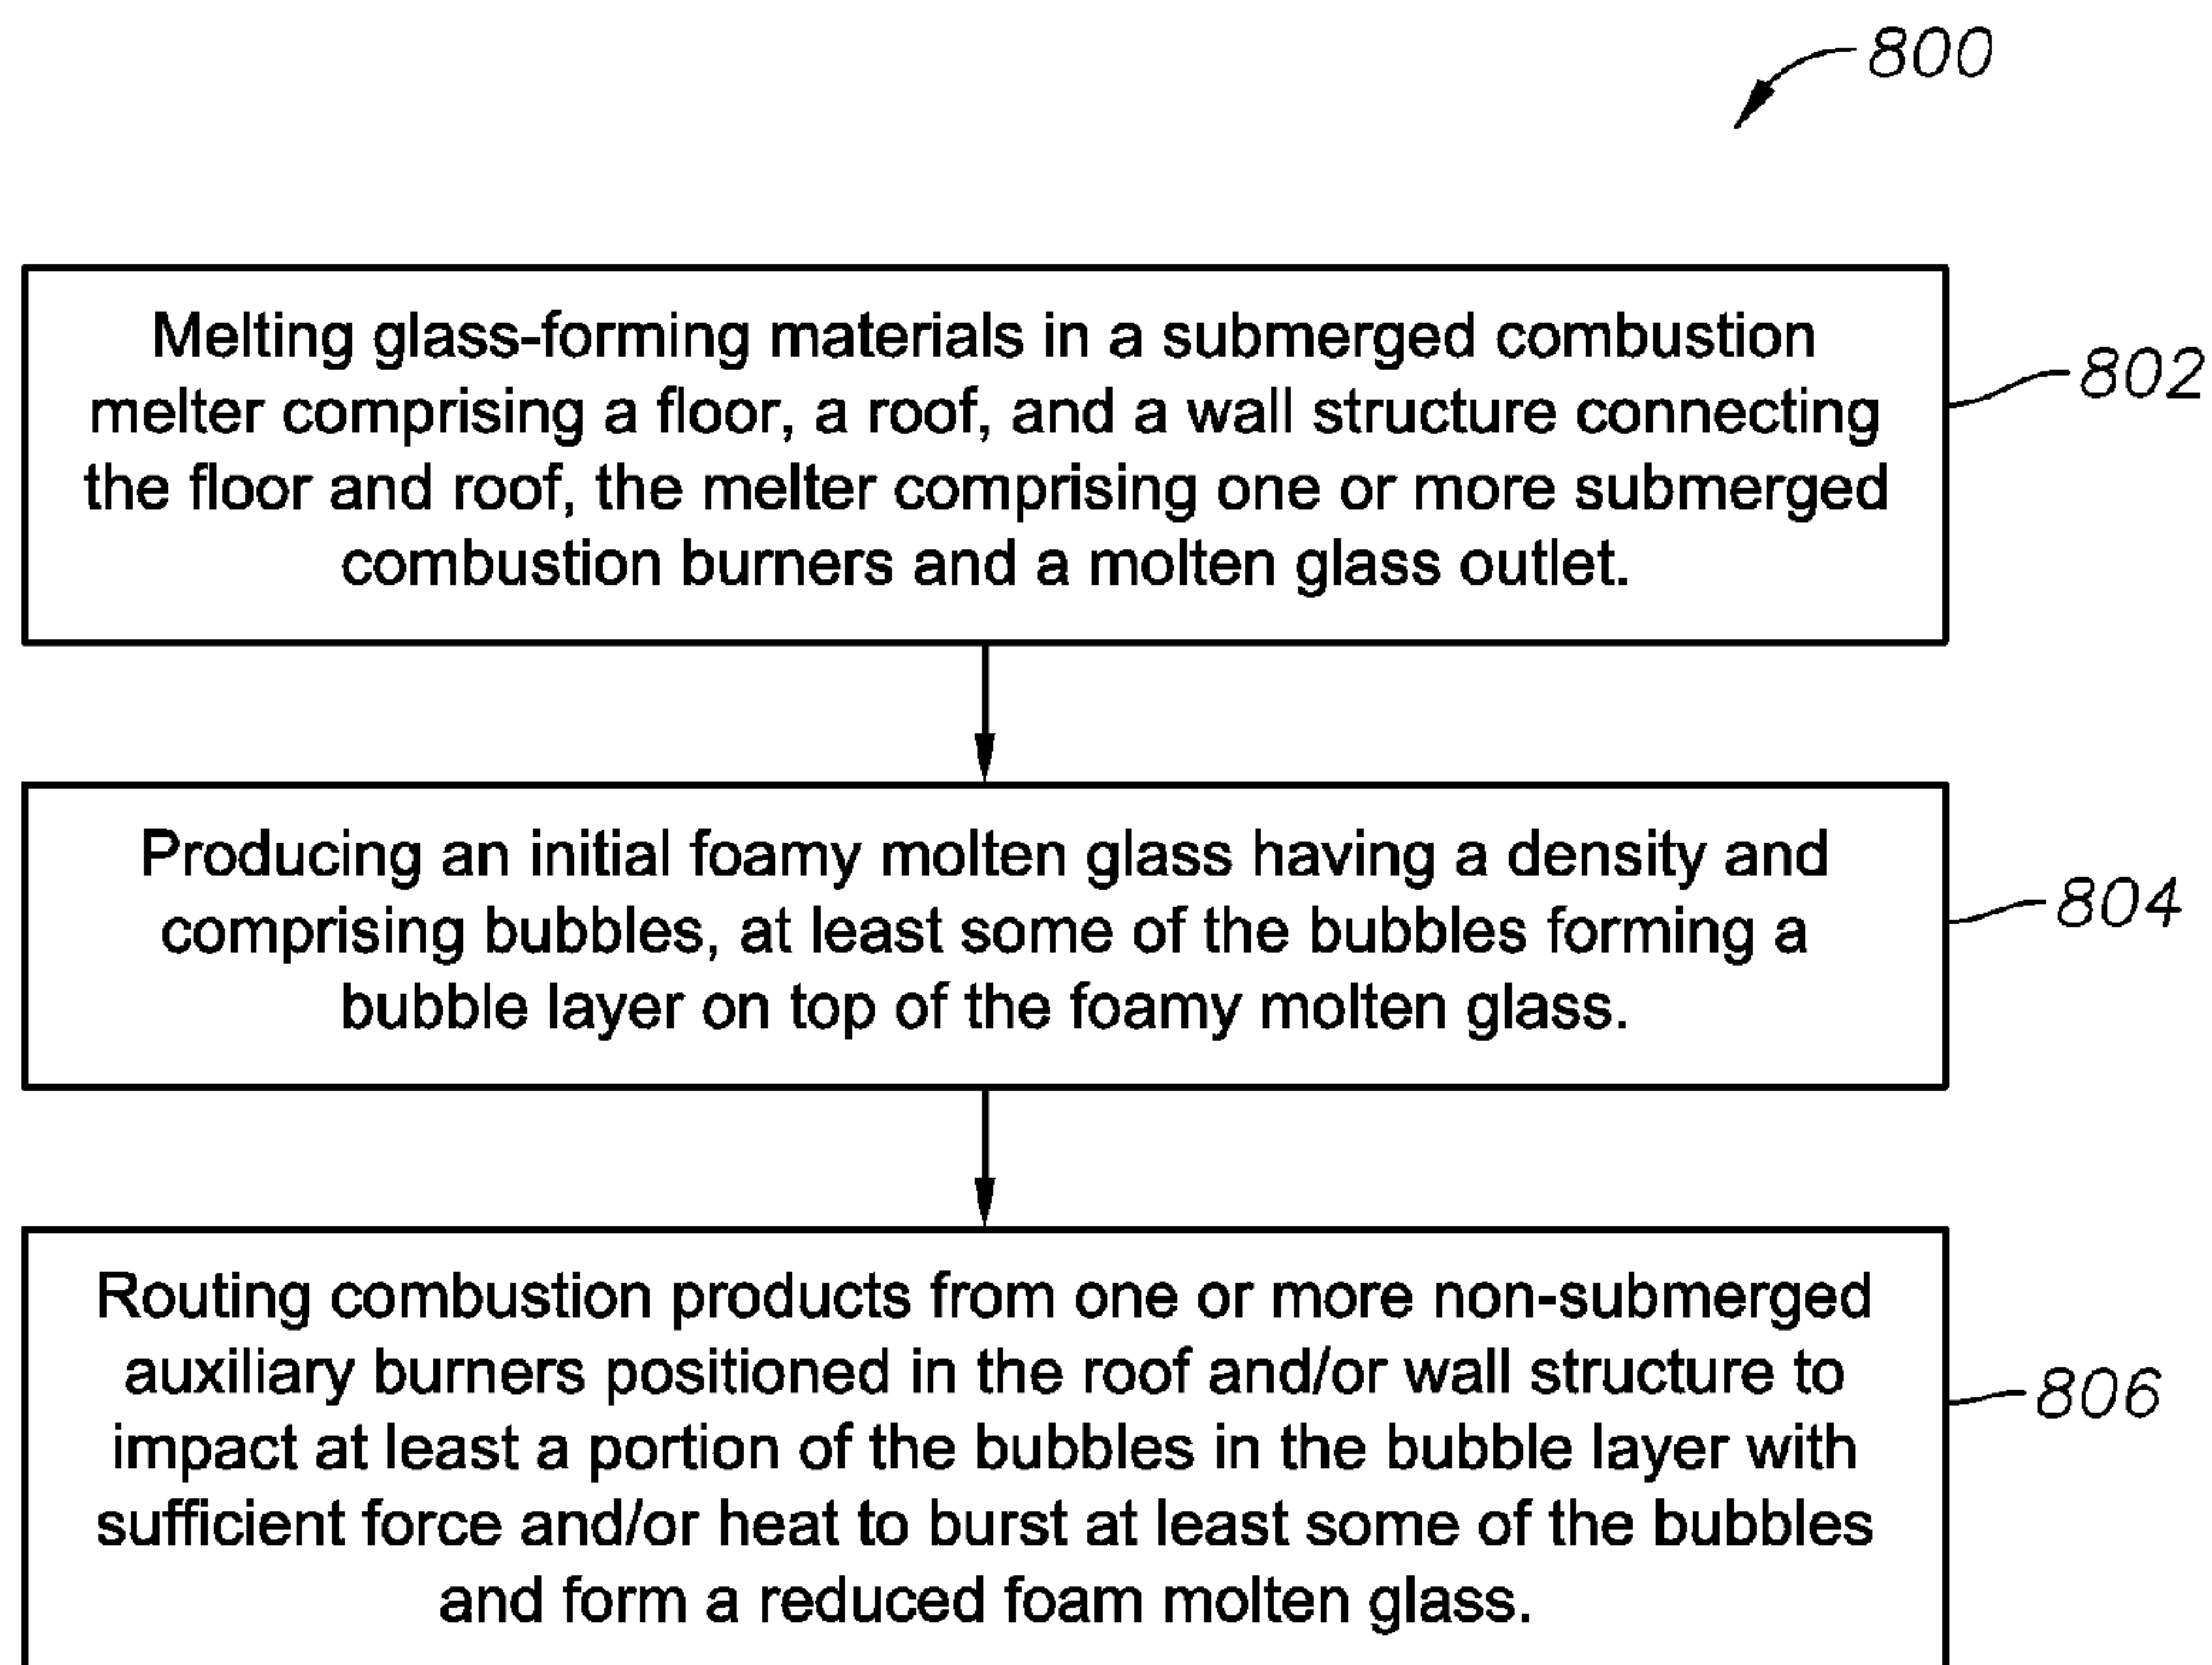 800
Melting glass-forming materials in a submerged combustion
melter comprising a floor, a roof, and a wall structure connecting
the floor and roof, the melter comprising one or more submerged
combustion burners and a molten glass outlet.
802
Producing an initial foamy molten glass having a density and
comprising bubbles, at least some of the bubbles forming a
bubble layer on top of the foamy molten glass.
804
Routing combustion products from one or more non-submerged
auxiliary burners positioned in the roof and/or wall structure to
impact at least a portion of the bubbles in the bubble layer with
sufficient force and/or heat to burst at least some of the bubbles
and form a reduced foam molten glass.
806